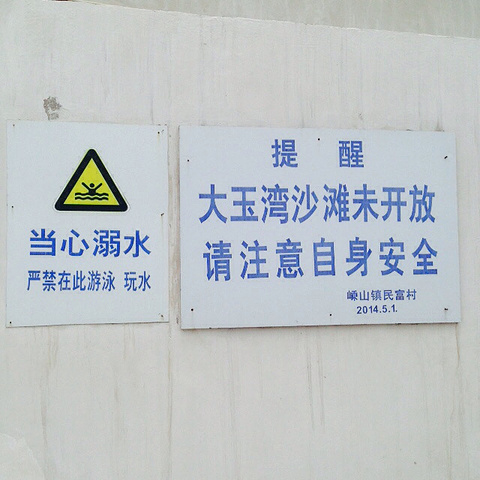 当心溺水
严禁在此游泳 玩水
提 醒
大玉湾沙滩未开放
请注意自身安全
嵊山镇民富村
2014.5.1.